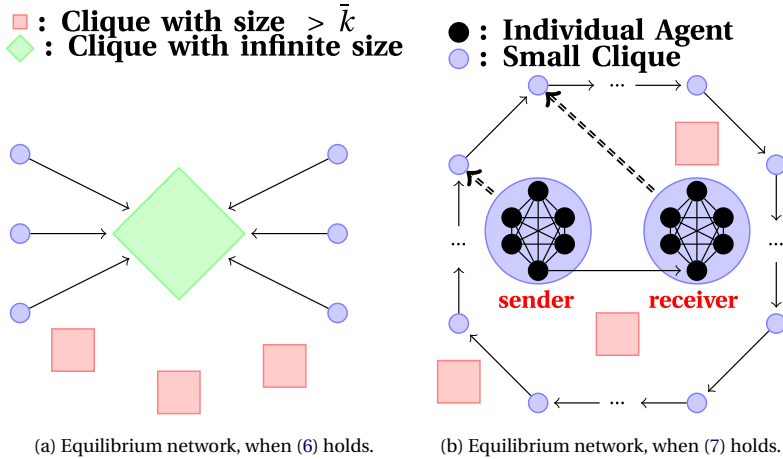 : Clique with size > k̄
: Clique with infinite size
: Individual Agent
: Small Clique
...
...
...
sender
receiver
...
(a) Equilibrium network, when (6) holds.
(b) Equilibrium network, when (7) holds.